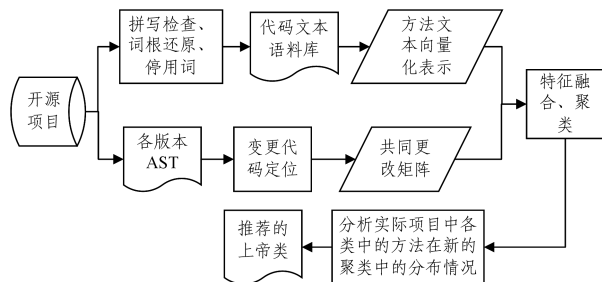 开源
项目
拼写检查、
词根还原、
停用词
代码文本
语料库
方法文
本向量
化表示
各版本
AST
变更代
码定位
共同更
改矩阵
特征融
合、聚
类
分析实际项目中各
类中的方法在新的
聚类中的分布情况
推荐的
上帝类